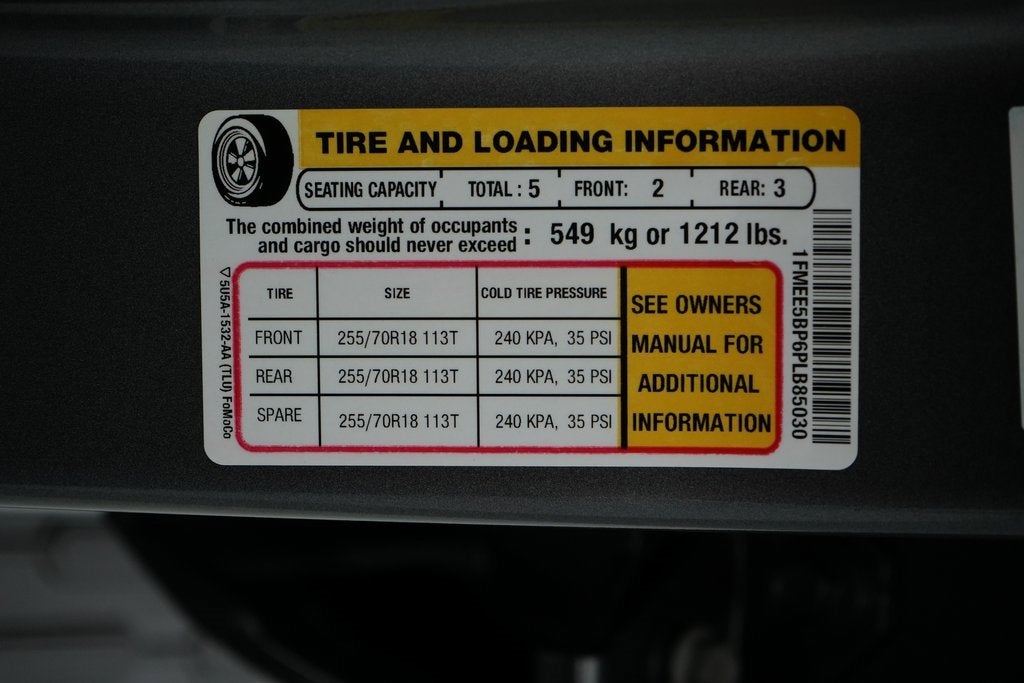 TIRE AND LOADING INFORMATION
SEATING CAPACITY TOTAL : 5 FRONT: 2 REAR: 3
The combined weight of occupants
and cargo should never exceed : 549 kg or 1212 lbs.
TIRE SIZE COLD TIRE PRESSURE
FRONT 255/70R18 113T 240 KPA, 35 PSI
REAR 255/70R18 113T 240 KPA, 35 PSI
SPARE 255/70R18 113T 240 KPA, 35 PSI
SEE OWNERS
MANUAL FOR
ADDITIONAL
INFORMATION
5U5A-1532-AA (TLU) FoMoCo
1FMEE5BP6PLB85030